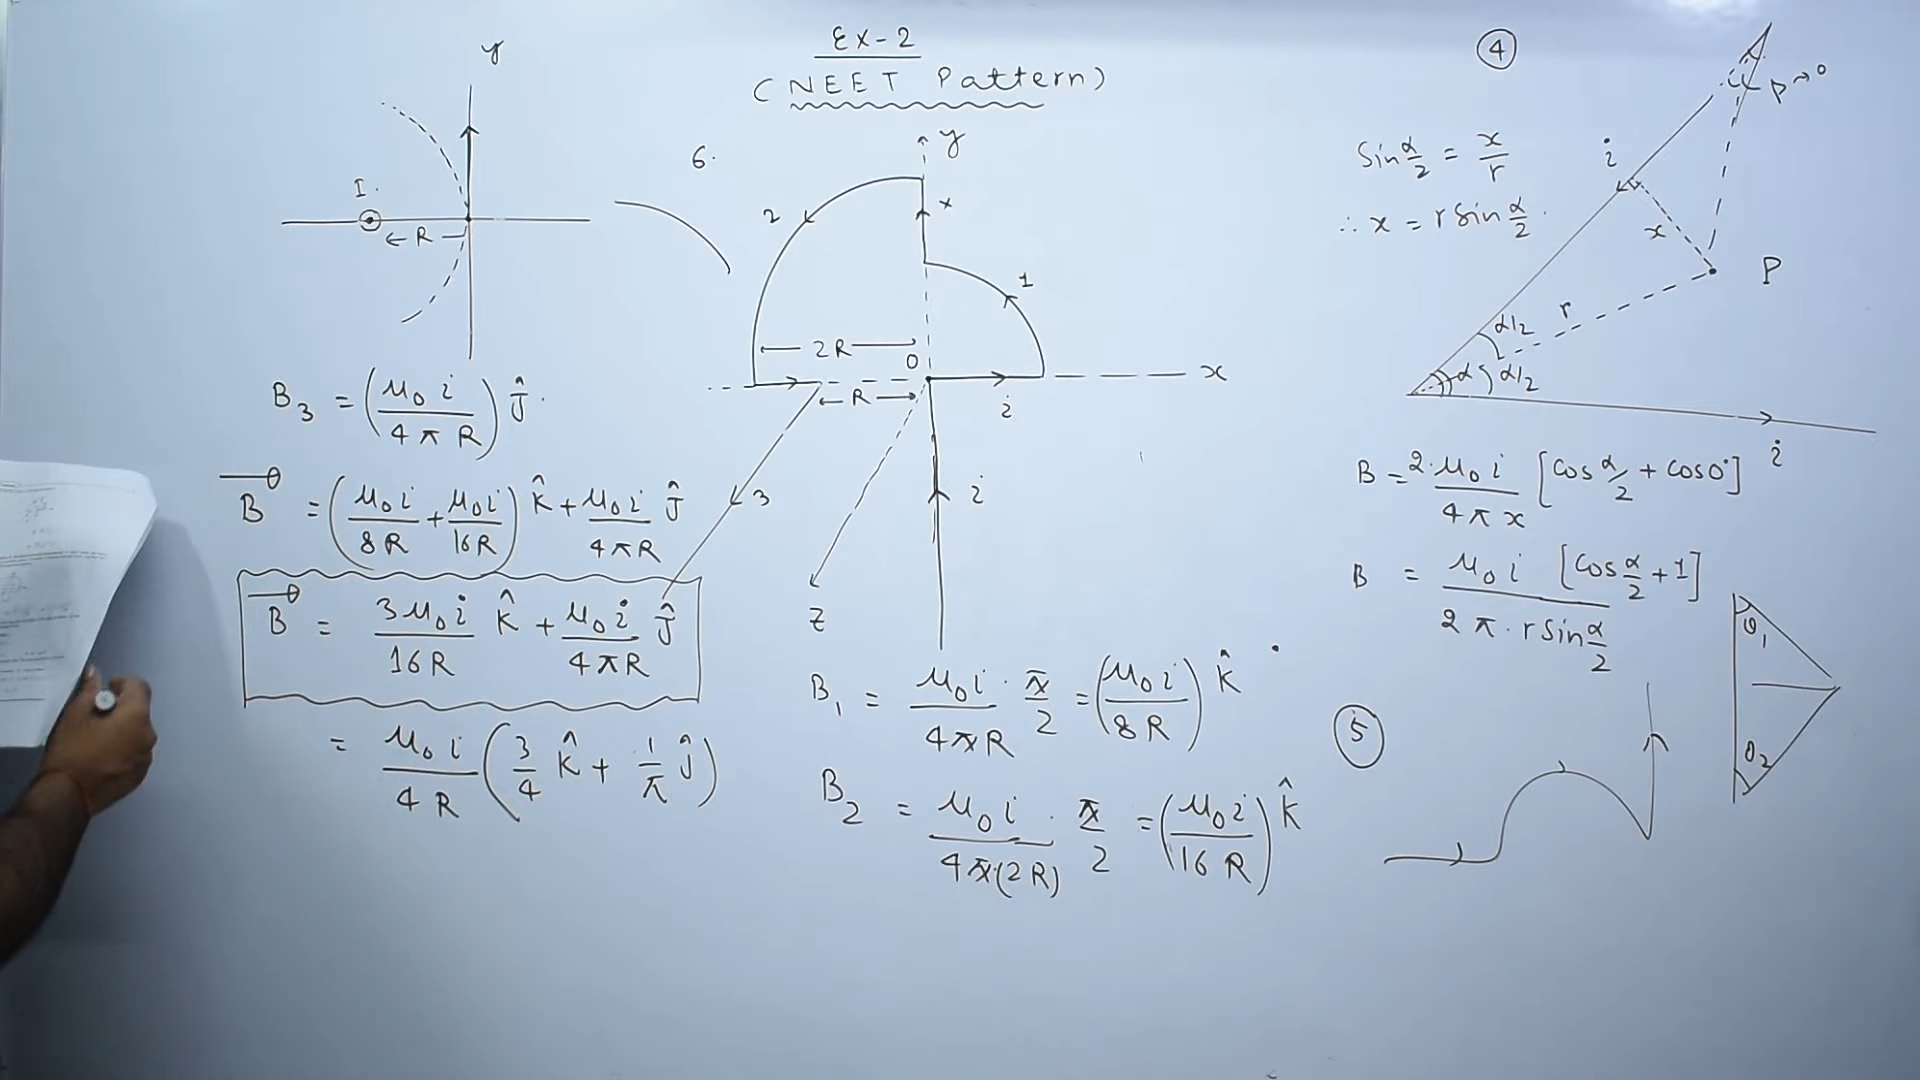 Ex-2
(NEET Pattern)
y
I.
← R —
B₃ = (μ₀ i / 4 π R) ĵ.
B⃗ = (μ₀ i / 8R + μ₀ i / 16R) k̂ + μ₀ i / 4πR ĵ
B⃗ = 3μ₀ i / 16R k̂ + μ₀ i / 4πR ĵ
= μ₀ i / 4R (3/4 k̂ + 1/π ĵ)
6.
y
2
x
1
2R
O
x
← R →
i
3
i
z
B₁ = μ₀ i / 4πR · π/2 = (μ₀ i / 8R) k̂
B₂ = μ₀ i / 4π(2R) · π/2 = (μ₀ i / 16R) k̂
4
P→0
Sin α/2 = x/r
i
∴ x = r Sin α/2.
x
P
r
α/2
α
α/2
i
B = 2·μ₀ i / 4πx [cos α/2 + cos 0°]
B = μ₀ i / 2π·r Sin α/2 [cos α/2 + 1]
θ₁
5
θ₂